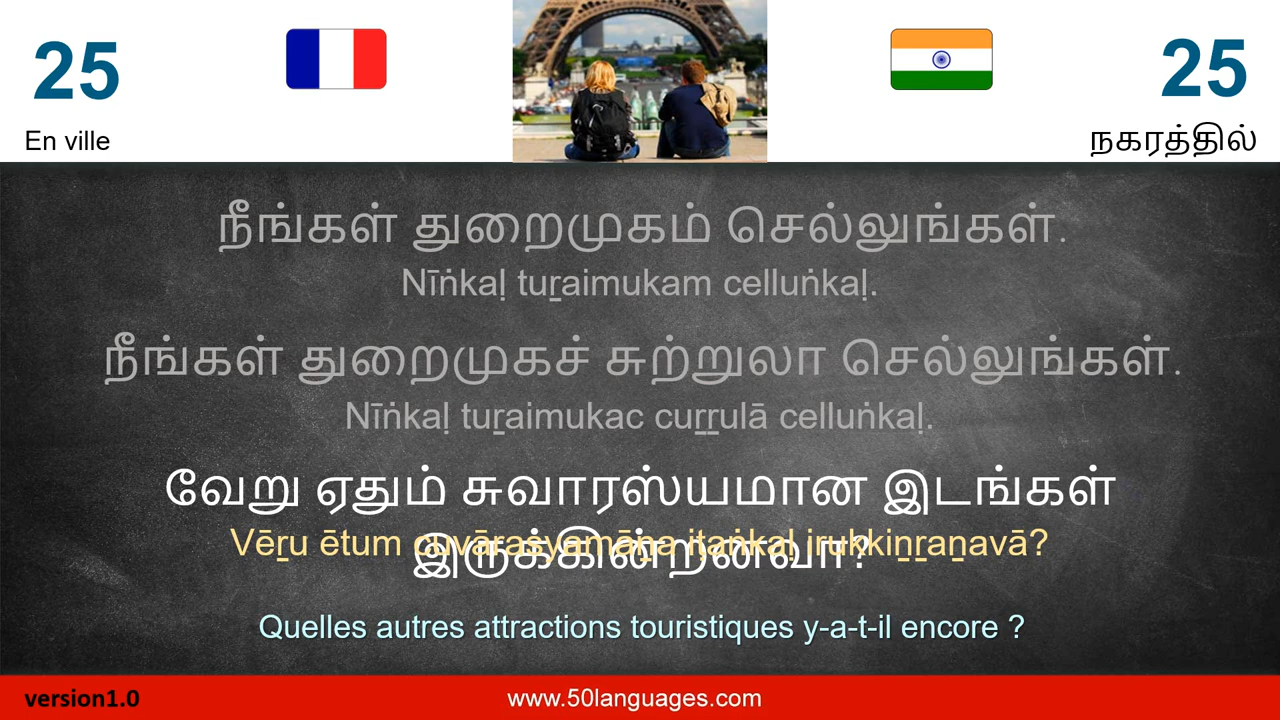 25
25
En ville
நகரத்தில்
நீங்கள் துறைமுகம் செல்லுங்கள்.
Nīṅkaḷ tuṟaimukam celluṅkaḷ.
நீங்கள் துறைமுகச் சுற்றுலா செல்லுங்கள்.
Nīṅkaḷ tuṟaimukac cuṟṟulā celluṅkaḷ.
வேறு ஏதும் சுவாரஸ்யமான இடங்கள்
இருக்கின்றனவா?
Vēṟu ētum cuvārasyamāṉa iṭaṅkaḷ irukkiṉṟaṉavā?
Quelles autres attractions touristiques y-a-t-il encore ?
version1.0
www.50languages.com